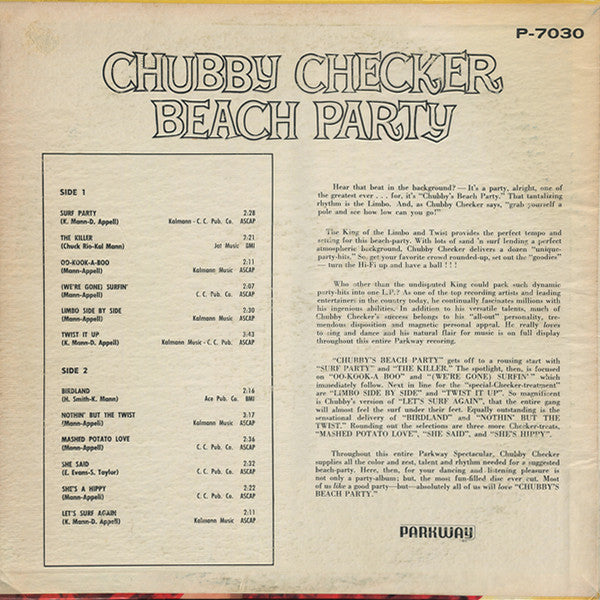 P-7030
CHUBBY CHECKER
BEACH PARTY
SIDE 1
SURF PARTY 2:28
(K. Mann-D. Appell) Kalmann - C. C. Pub. Co. ASCAP
THE KILLER 2:21
(Chuck Rio-Kal Mann) Jat Music BMI
OO-KOOK-A-BOO 2:11
(Mann-Appell) Kalmann Music ASCAP
(WE'RE GONE) SURFIN' 2:07
(Mann-Appell) C. C. Pub. Co. ASCAP
LIMBO SIDE BY SIDE 2:30
(K. Mann-D. Appell) Kalmann Music ASCAP
TWIST IT UP 3:43
(K. Mann-D. Appell) Kalmann Music - C. C. Pub. Co. ASCAP
SIDE 2
BIRDLAND 2:16
(H. Smith-K. Mann) Ace Pub. Co. BMI
NOTHIN' BUT THE TWIST 3:17
(Mann-Appell) Kalmann Music ASCAP
MASHED POTATO LOVE 2:36
(Mann-Appell) C. C. Pub. Co. ASCAP
SHE SAID 2:22
(E. Evans-S. Taylor) C. C. Pub. Co. ASCAP
SHE'S A HIPPY 2:22
(Mann-Appell) C. C. Pub. Co. ASCAP
LET'S SURF AGAIN 2:11
(K. Mann-D. Appell) Kalmann Music ASCAP
Hear that beat in the background? — It's a party, alright, one of
the greatest ever . . . for, it's "Chubby's Beach Party." That tantalizing
rhythm is the Limbo. And, as Chubby Checker says, "grab yourself a
pole and see how low can you go!"
The King of the Limbo and Twist provides the perfect tempo and
setting for this beach-party. With lots of sand 'n surf lending a perfect
atmospheric background, Chubby Checker delivers a dozen "unique-
party-hits." So, get your favorite crowd rounded-up, set out the "goodies"
— turn the Hi-Fi up and have a ball ! ! !
Who other than the undisputed King could pack such dynamic
party-hits into one L.P.? As one of the top recording artists and leading
entertainers in the country today, he continually fascinates millions with
his ingenious abilities. In addition to his versatile talents, much of
Chubby Checker's success belongs to his "all-out" personality, tre-
mendous disposition and magnetic personal appeal. He really loves
to sing and dance and his natural flair for music is on full display
throughout this entire Parkway recording.
"CHUBBY'S BEACH PARTY" gets off to a rousing start with
"SURF PARTY" and "THE KILLER." The spotlight, then, is focused
on "OO-KOOK-A BOO" and "(WE'RE GONE) SURFIN'" which
immediately follow. Next in line for the "special-Checker-treatment"
are "LIMBO SIDE BY SIDE" and "TWIST IT UP". So magnificent
is Chubby's version of "LET'S SURF AGAIN", that the entire gang
will almost feel the surf under their feet. Equally outstanding is the
sensational delivery of "BIRDLAND" and "NOTHIN' BUT THE
TWIST." Rounding out the selections are three more Checker-treats,
"MASHED POTATO LOVE", "SHE SAID", and "SHE'S HIPPY".
Throughout this entire Parkway Spectacular, Chubby Checker
supplies all the color and zest, talent and rhythm needed for a suggested
beach-party. Here, then, for your dancing and listening pleasure is
not only a party-album; but, the most fun-filled disc ever cut. Most
of us like a good party—but—absolutely all of us will love "CHUBBY'S
BEACH PARTY."
PARKWAY